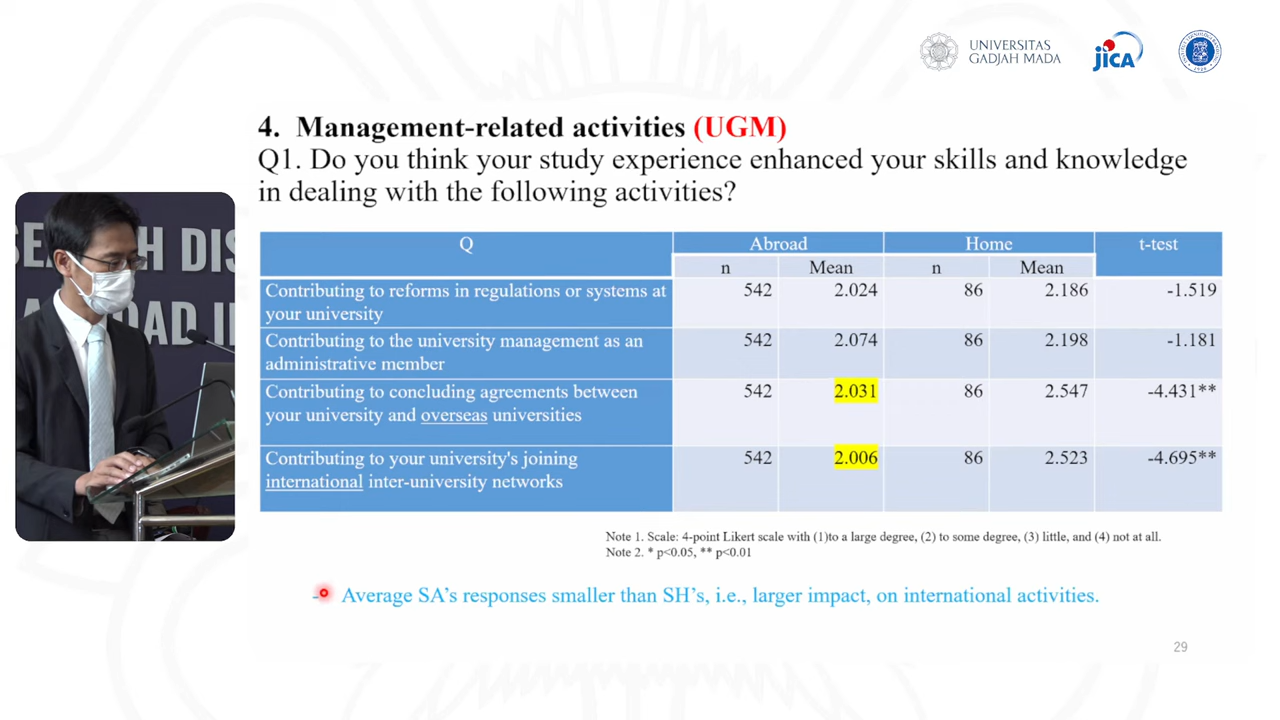 UNIVERSITAS
GADJAH MADA
JICA
4. Management-related activities (UGM)
Q1. Do you think your study experience enhanced your skills and knowledge
in dealing with the following activities?
Q Abroad Home t-test
n Mean n Mean
Contributing to reforms in regulations or systems at 542 2.024 86 2.186 -1.519
your university
Contributing to the university management as an 542 2.074 86 2.198 -1.181
administrative member
Contributing to concluding agreements between 542 2.031 86 2.547 -4.431**
your university and overseas universities
Contributing to your university's joining 542 2.006 86 2.523 -4.695**
international inter-university networks
Note 1. Scale: 4-point Likert scale with (1)to a large degree, (2) to some degree, (3) little, and (4) not at all.
Note 2. * p<0.05, ** p<0.01
- Average SA's responses smaller than SH's, i.e., larger impact, on international activities.
29